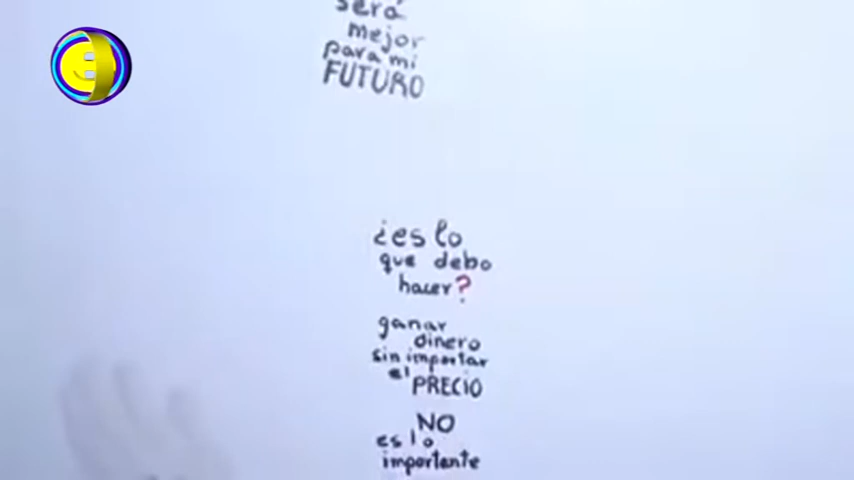 será
mejor
para mi
FUTURO
¿es lo
que debo
hacer?
ganar
dinero
sin importar
el PRECIO
NO
es lo
importante